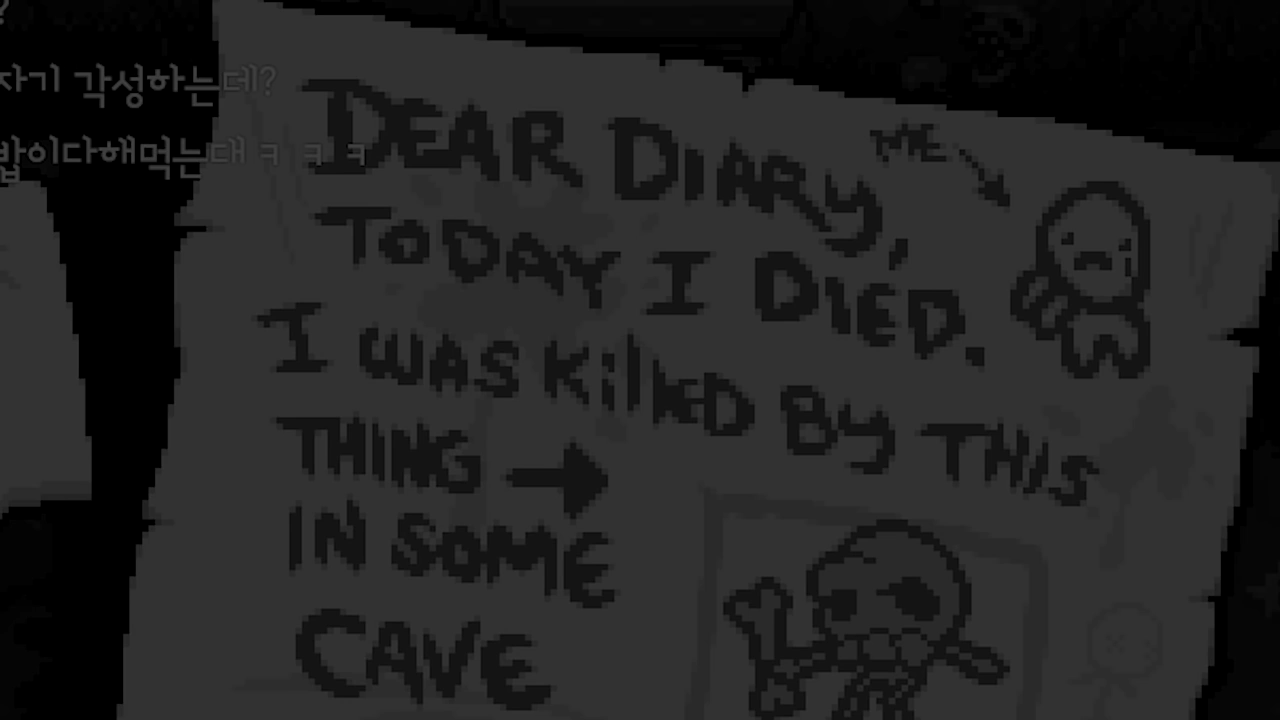 ?
자기 각성하는데?
밥이다해먹는대 ㅋ ㅋ ㅋ
DEAR DIARY,
ME
TODAY I DIED.
I WAS KillED BY THIS
THING →
IN SOME
CAVE